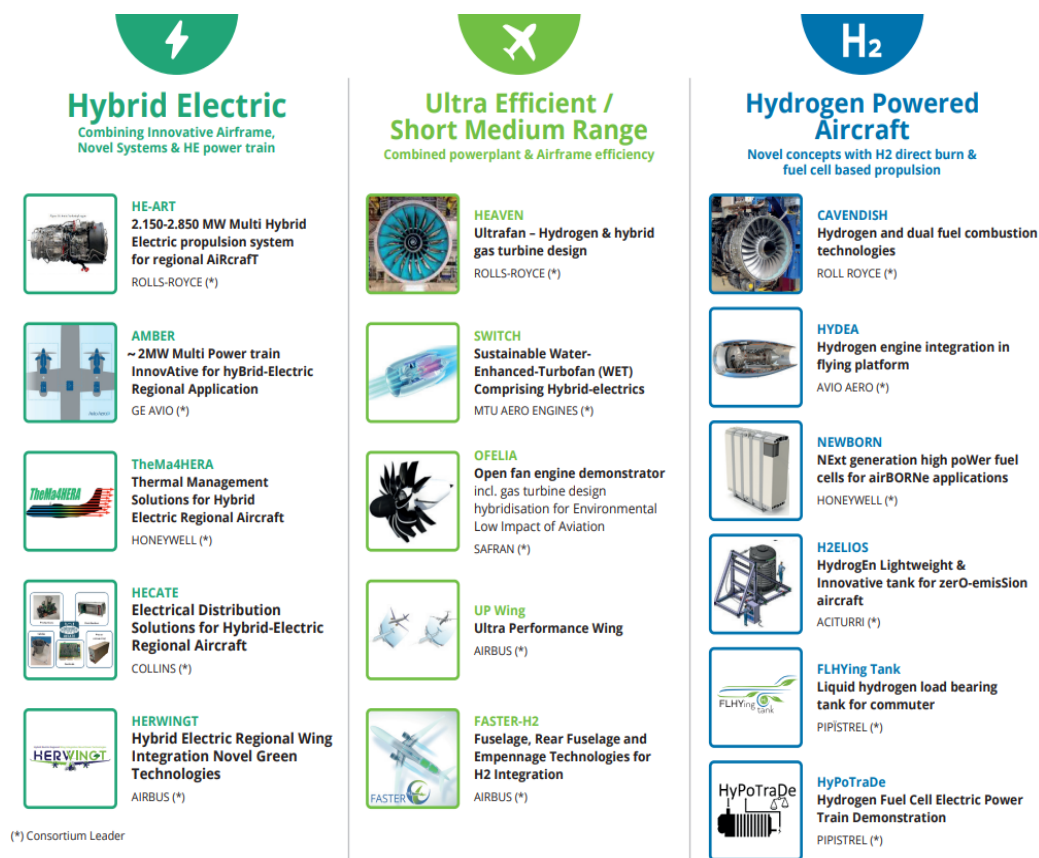 H2
Hybrid Electric
Combining Innovative Airframe,
Novel Systems & HE power train
HE-ART
2.150-2.850 MW Multi Hybrid
Electric propulsion system
for regional AiRcrafT
ROLLS-ROYCE (*)
AMBER
~ 2MW Multi Power train
InnovAtive for hyBrid-Electric
Regional Application
GE AVIO (*)
TheMa4HERA
TheMa4HERA
Thermal Management
Solutions for Hybrid
Electric Regional Aircraft
HONEYWELL (*)
HECATE
Electrical Distribution
Solutions for Hybrid-Electric
Regional Aircraft
COLLINS (*)
HERWINGT
HERWINGT
Hybrid Electric Regional Wing
Integration Novel Green
Technologies
AIRBUS (*)
(*) Consortium Leader
Ultra Efficient /
Short Medium Range
Combined powerplant & Airframe efficiency
HEAVEN
Ultrafan – Hydrogen & hybrid
gas turbine design
ROLLS-ROYCE (*)
SWITCH
Sustainable Water-
Enhanced-Turbofan (WET)
Comprising Hybrid-electrics
MTU AERO ENGINES (*)
OFELIA
Open fan engine demonstrator
incl. gas turbine design
hybridisation for Environmental
Low Impact of Aviation
SAFRAN (*)
UP Wing
Ultra Performance Wing
AIRBUS (*)
FASTER
FASTER-H2
Fuselage, Rear Fuselage and
Empennage Technologies for
H2 Integration
AIRBUS (*)
Hydrogen Powered
Aircraft
Novel concepts with H2 direct burn &
fuel cell based propulsion
CAVENDISH
Hydrogen and dual fuel combustion
technologies
ROLL ROYCE (*)
HYDEA
Hydrogen engine integration in
flying platform
AVIO AERO (*)
NEWBORN
NExt generation high poWer fuel
cells for airBORNe applications
HONEYWELL (*)
H2ELIOS
HydrogEn Lightweight &
Innovative tank for zerO-emisSion
aircraft
ACITURRI (*)
FLHYing
tank
FLHYing Tank
Liquid hydrogen load bearing
tank for commuter
PIPÏSTREL (*)
HyPoTraDe
HyPoTraDe
Hydrogen Fuel Cell Electric Power
Train Demonstration
PIPISTREL (*)